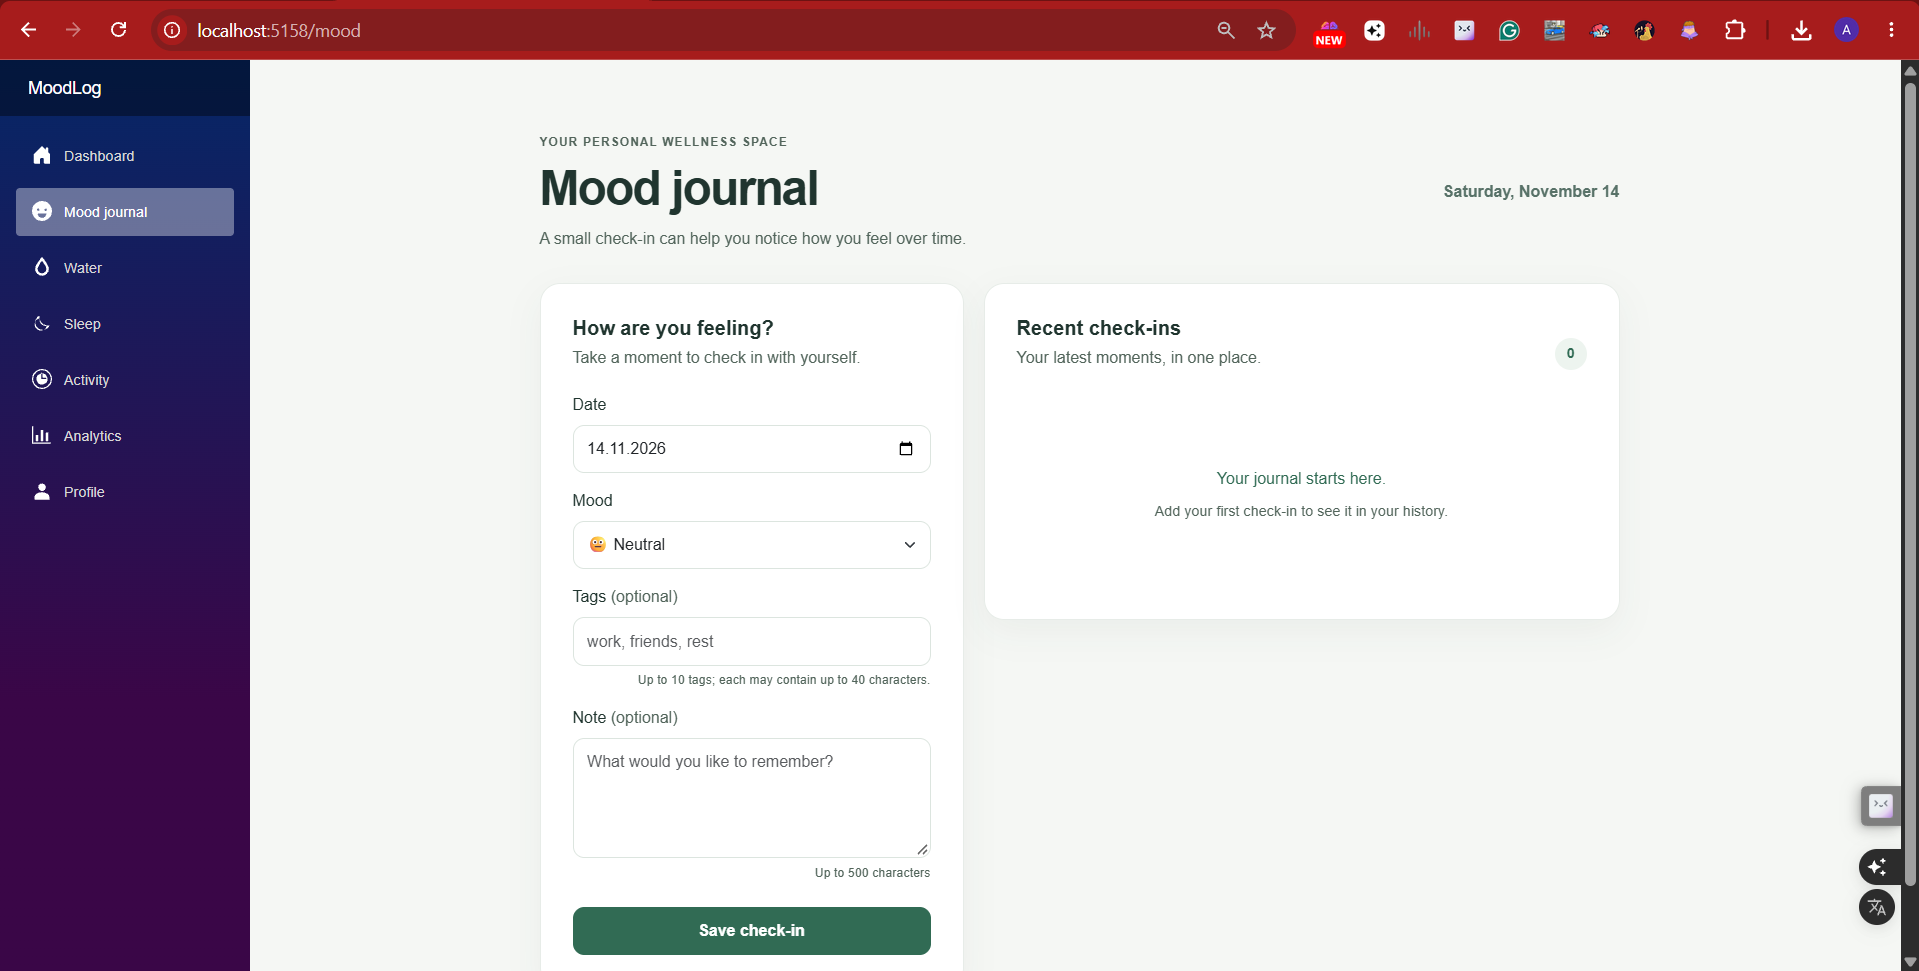 localhost:5158/mood
NEW
A
MoodLog
Dashboard
Mood journal
Water
Sleep
Activity
Analytics
Profile
YOUR PERSONAL WELLNESS SPACE
Mood journal
Saturday, November 14
A small check-in can help you notice how you feel over time.
How are you feeling?
Take a moment to check in with yourself.
Date
14.11.2026
Mood
Neutral
Tags (optional)
work, friends, rest
Up to 10 tags; each may contain up to 40 characters.
Note (optional)
What would you like to remember?
Up to 500 characters
Save check-in
Recent check-ins
Your latest moments, in one place.
0
Your journal starts here.
Add your first check-in to see it in your history.